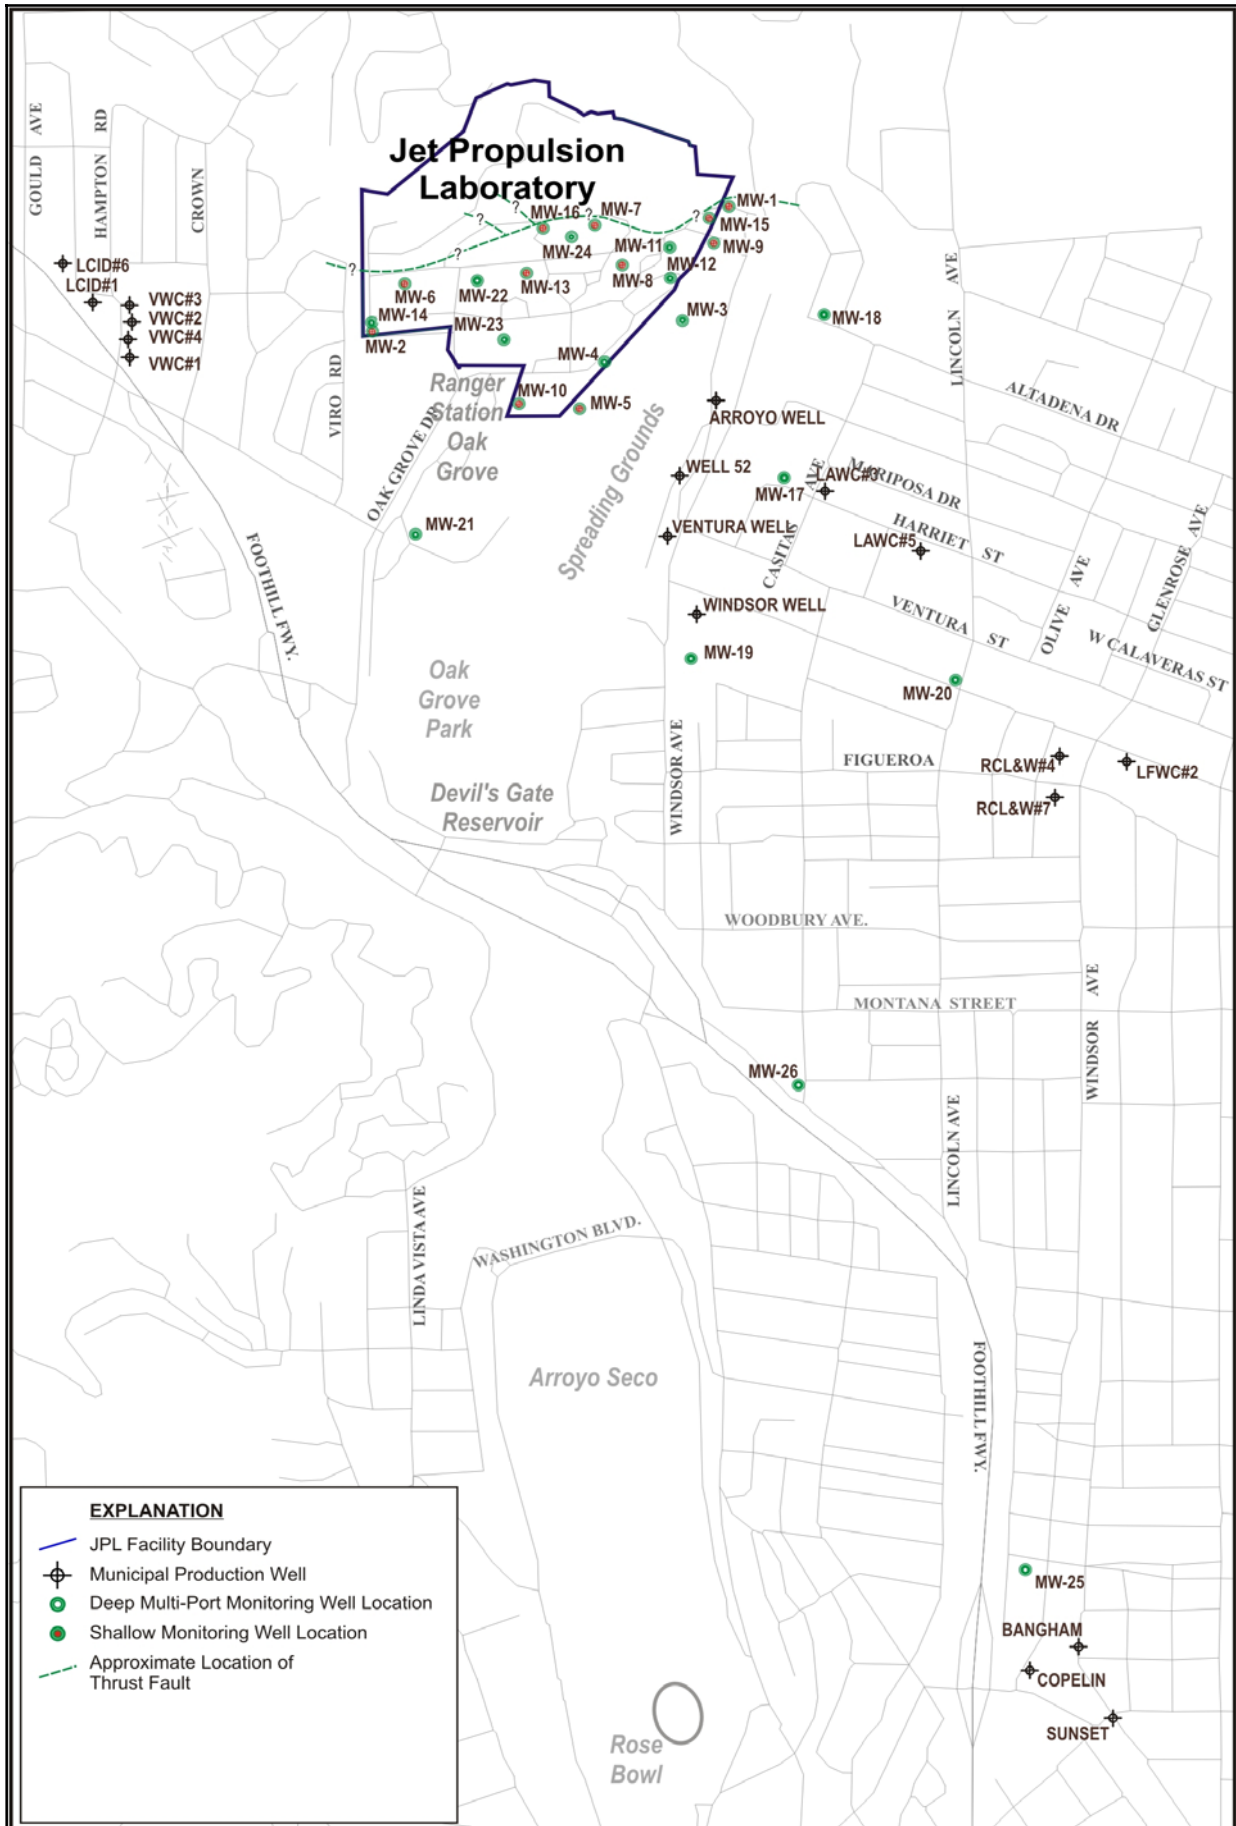 GOULD AVE
HAMPTON RD
CROWN
Jet Propulsion
Laboratory
MW-16
MW-7
MW-1
MW-15
MW-24
MW-11
MW-9
MW-12
MW-8
MW-13
MW-22
MW-6
MW-14
MW-2
MW-23
MW-3
MW-4
MW-10
MW-5
MW-18
?
?
?
?
?
?
LCID#6
LCID#1
VWC#3
VWC#2
VWC#4
VWC#1
VIRO RD
OAK GROVE DR
Ranger
Station
Oak
Grove
Spreading Grounds
LINCOLN AVE
ALTADENA DR
ARROYO WELL
WELL 52
MW-17
LAWC#3
MARIPOSA DR
CASITAS AVE
VENTURA WELL
LAWC#5
HARRIET ST
MW-21
FOOTHILL FWY.
WINDSOR WELL
VENTURA ST
OLIVE AVE
GLENROSE AVE
W CALAVERAS ST
MW-19
MW-20
Oak
Grove
Park
WINDSOR AVE
FIGUEROA
RCL&W#4
LFWC#2
RCL&W#7
Devil's Gate
Reservoir
WOODBURY AVE.
MONTANA STREET
WINDSOR AVE
MW-26
LINCOLN AVE
LINDA VISTA AVE
WASHINGTON BLVD.
Arroyo Seco
FOOTHILL FWY.
MW-25
BANGHAM
COPELIN
SUNSET
Rose
Bowl
EXPLANATION
JPL Facility Boundary
Municipal Production Well
Deep Multi-Port Monitoring Well Location
Shallow Monitoring Well Location
Approximate Location of
Thrust Fault